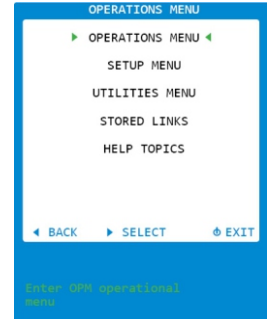 OPERATIONS MENU
OPERATIONS MENU
SETUP MENU
UTILITIES MENU
STORED LINKS
HELP TOPICS
BACK SELECT EXIT
Enter OPM operational
menu